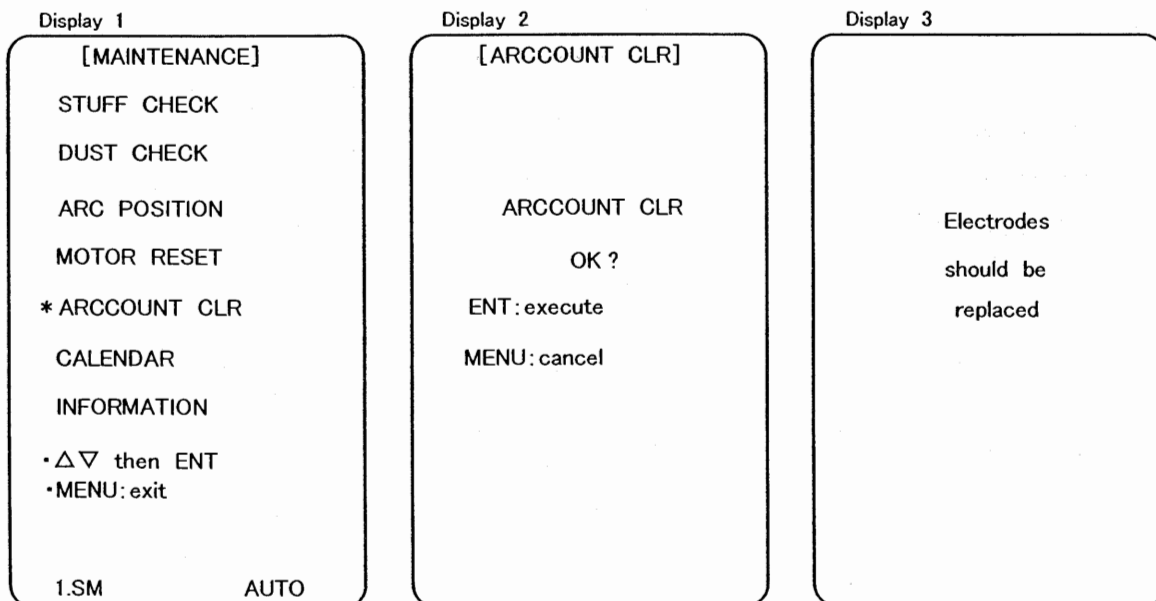 Display 1
[MAINTENANCE]
STUFF CHECK
DUST CHECK
ARC POSITION
MOTOR RESET
* ARCCOUNT CLR
CALENDAR
INFORMATION
・△▽ then ENT
・MENU:exit
1.SM AUTO
Display 2
[ARCCOUNT CLR]
ARCCOUNT CLR
OK ?
ENT:execute
MENU:cancel
Display 3
Electrodes
should be
replaced